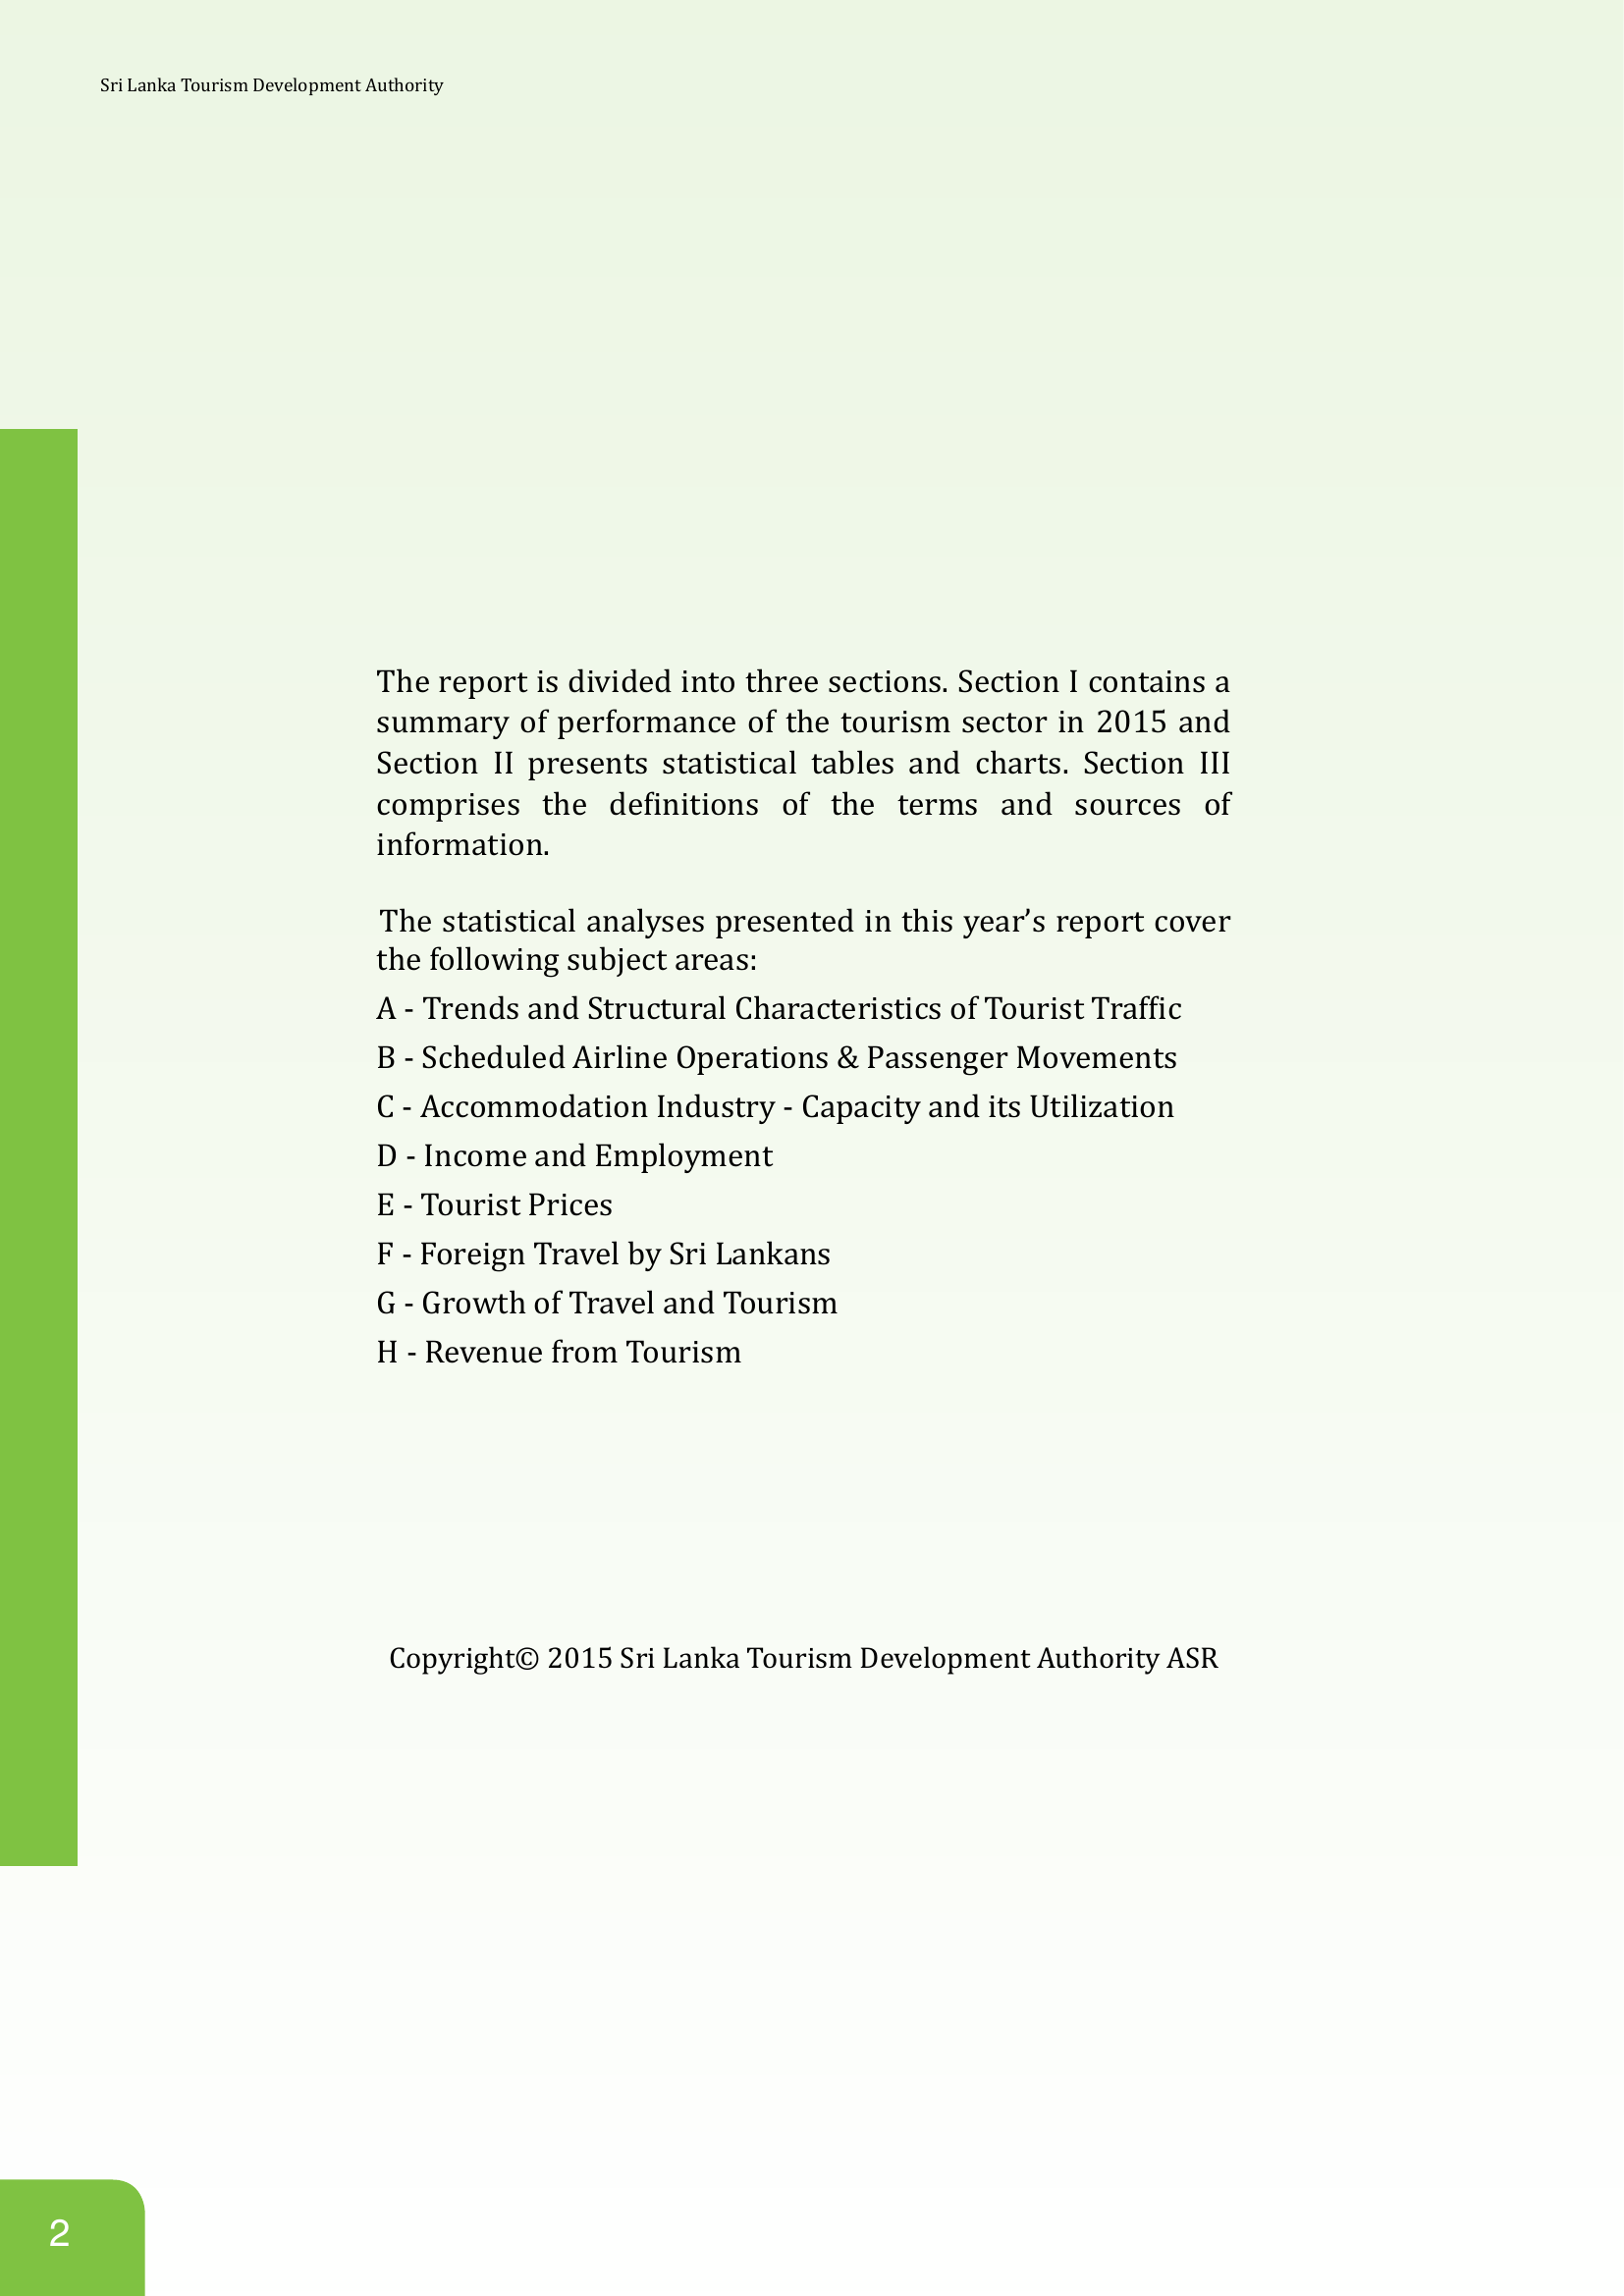 Sri Lanka Tourism Development Authority
The report is divided into three sections. Section I contains a
summary of performance of the tourism sector in 2015 and
Section II presents statistical tables and charts. Section III
comprises the definitions of the terms and sources of
information.
The statistical analyses presented in this year’s report cover
the following subject areas:
A - Trends and Structural Characteristics of Tourist Traffic
B - Scheduled Airline Operations & Passenger Movements
C - Accommodation Industry - Capacity and its Utilization
D - Income and Employment
E - Tourist Prices
F - Foreign Travel by Sri Lankans
G - Growth of Travel and Tourism
H - Revenue from Tourism
Copyright© 2015 Sri Lanka Tourism Development Authority ASR
2